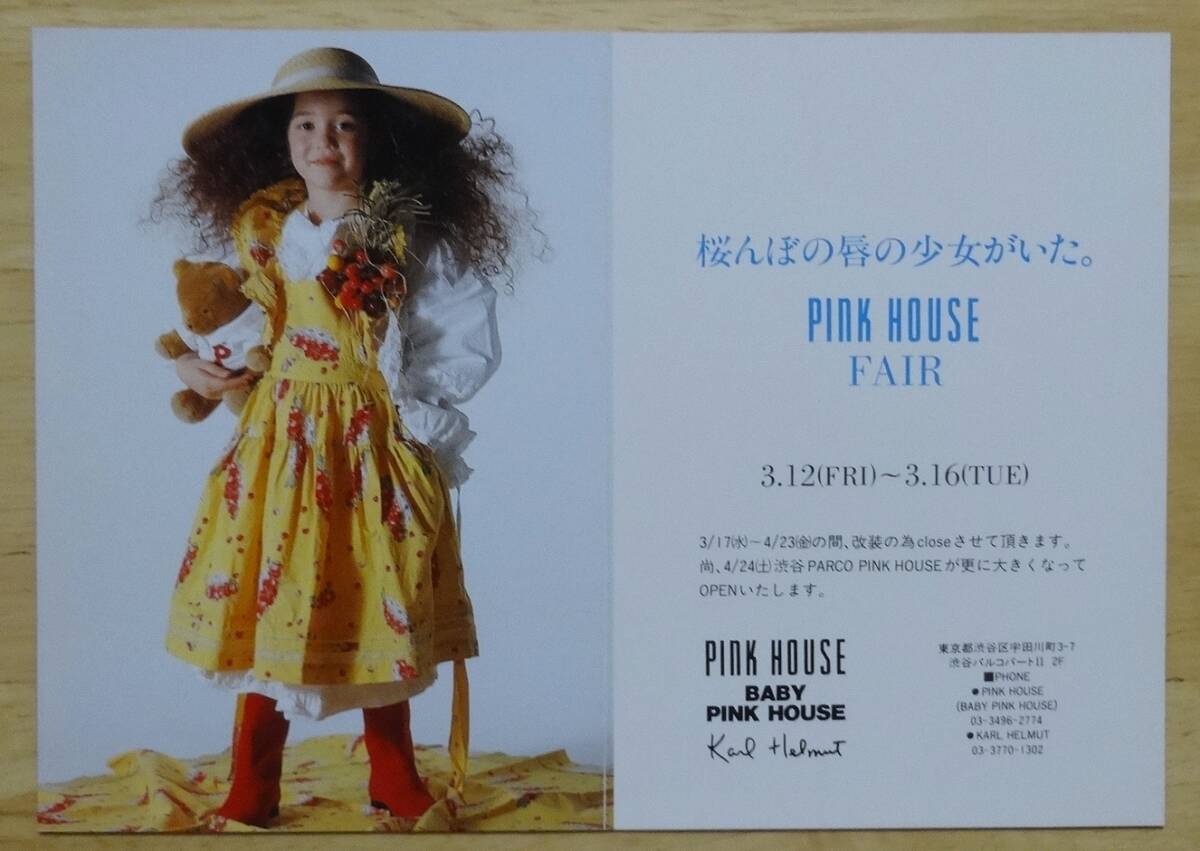 桜んぼの唇の少女がいた。
PINK HOUSE
FAIR
3.12(FRI)～3.16(TUE)
3/17㈬～4/23㈮の間、改装の為closeさせて頂きます。
尚、4/24㈯渋谷PARCO PINK HOUSEが更に大きくなって
OPENいたします。
PINK HOUSE
BABY
PINK HOUSE
Karl Helmut
東京都渋谷区宇田川町3-7
渋谷パルコパートII 2F
■PHONE
●PINK HOUSE
(BABY PINK HOUSE)
03-3496-2774
●KARL HELMUT
03-3770-1302
P